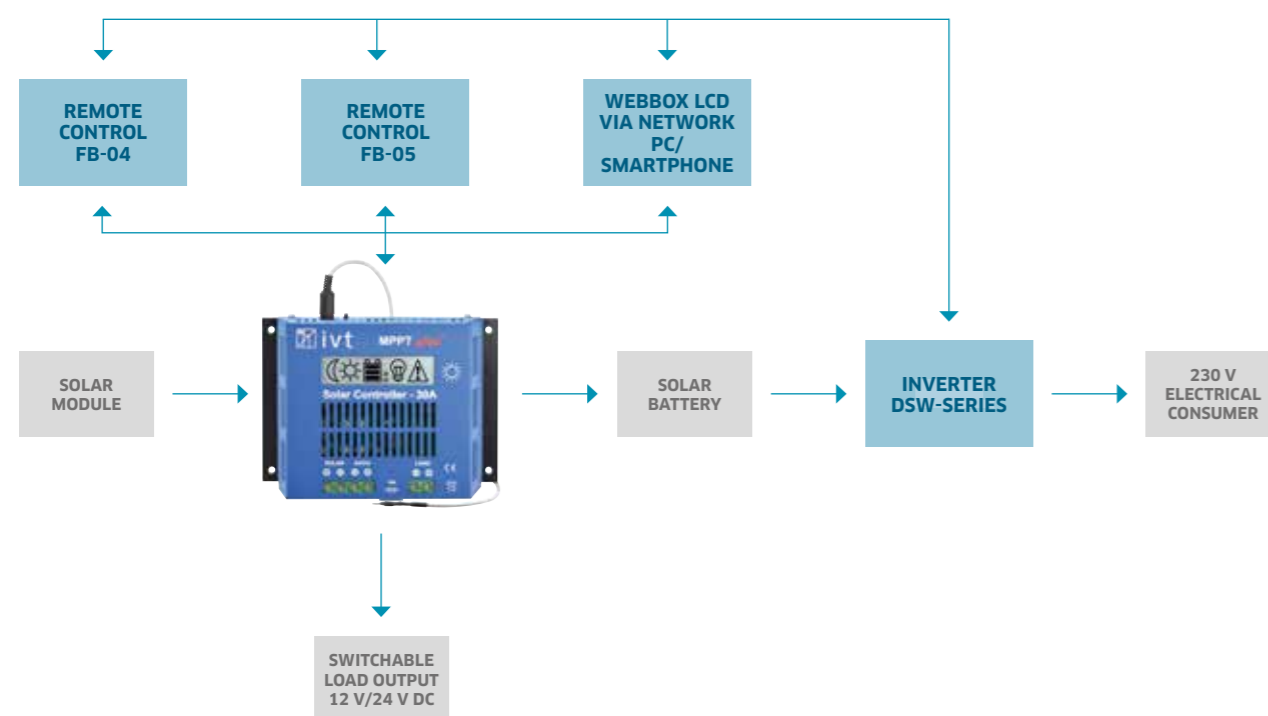 REMOTE
CONTROL
FB-04
REMOTE
CONTROL
FB-05
WEBBOX LCD
VIA NETWORK
PC/
SMARTPHONE
ivt MPPT
Solar Controller - 30A
SOLAR
MODULE
SOLAR
BATTERY
INVERTER
DSW-SERIES
230 V
ELECTRICAL
CONSUMER
SWITCHABLE
LOAD OUTPUT
12 V/24 V DC